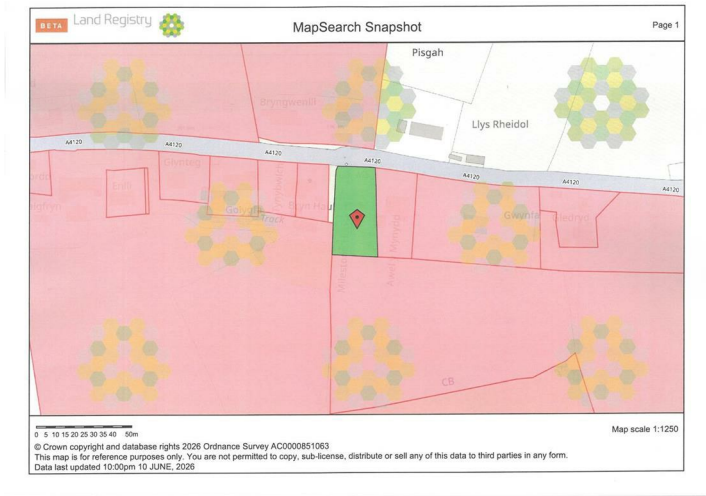 BETA Land Registry
MapSearch Snapshot
Page 1
Pisgah
Llys Rheidol
Bryngwenill
A4120
A4120
A4120
A4120
A4120
A4120
Track
CB
0 5 10 15 20 25 30 35 40 50m
Map scale 1:1250
© Crown copyright and database rights 2026 Ordnance Survey AC0000851063
This map is for reference purposes only. You are not permitted to copy, sub-license, distribute or sell any of this data to third parties in any form.
Data last updated 10:00pm 10 JUNE, 2026